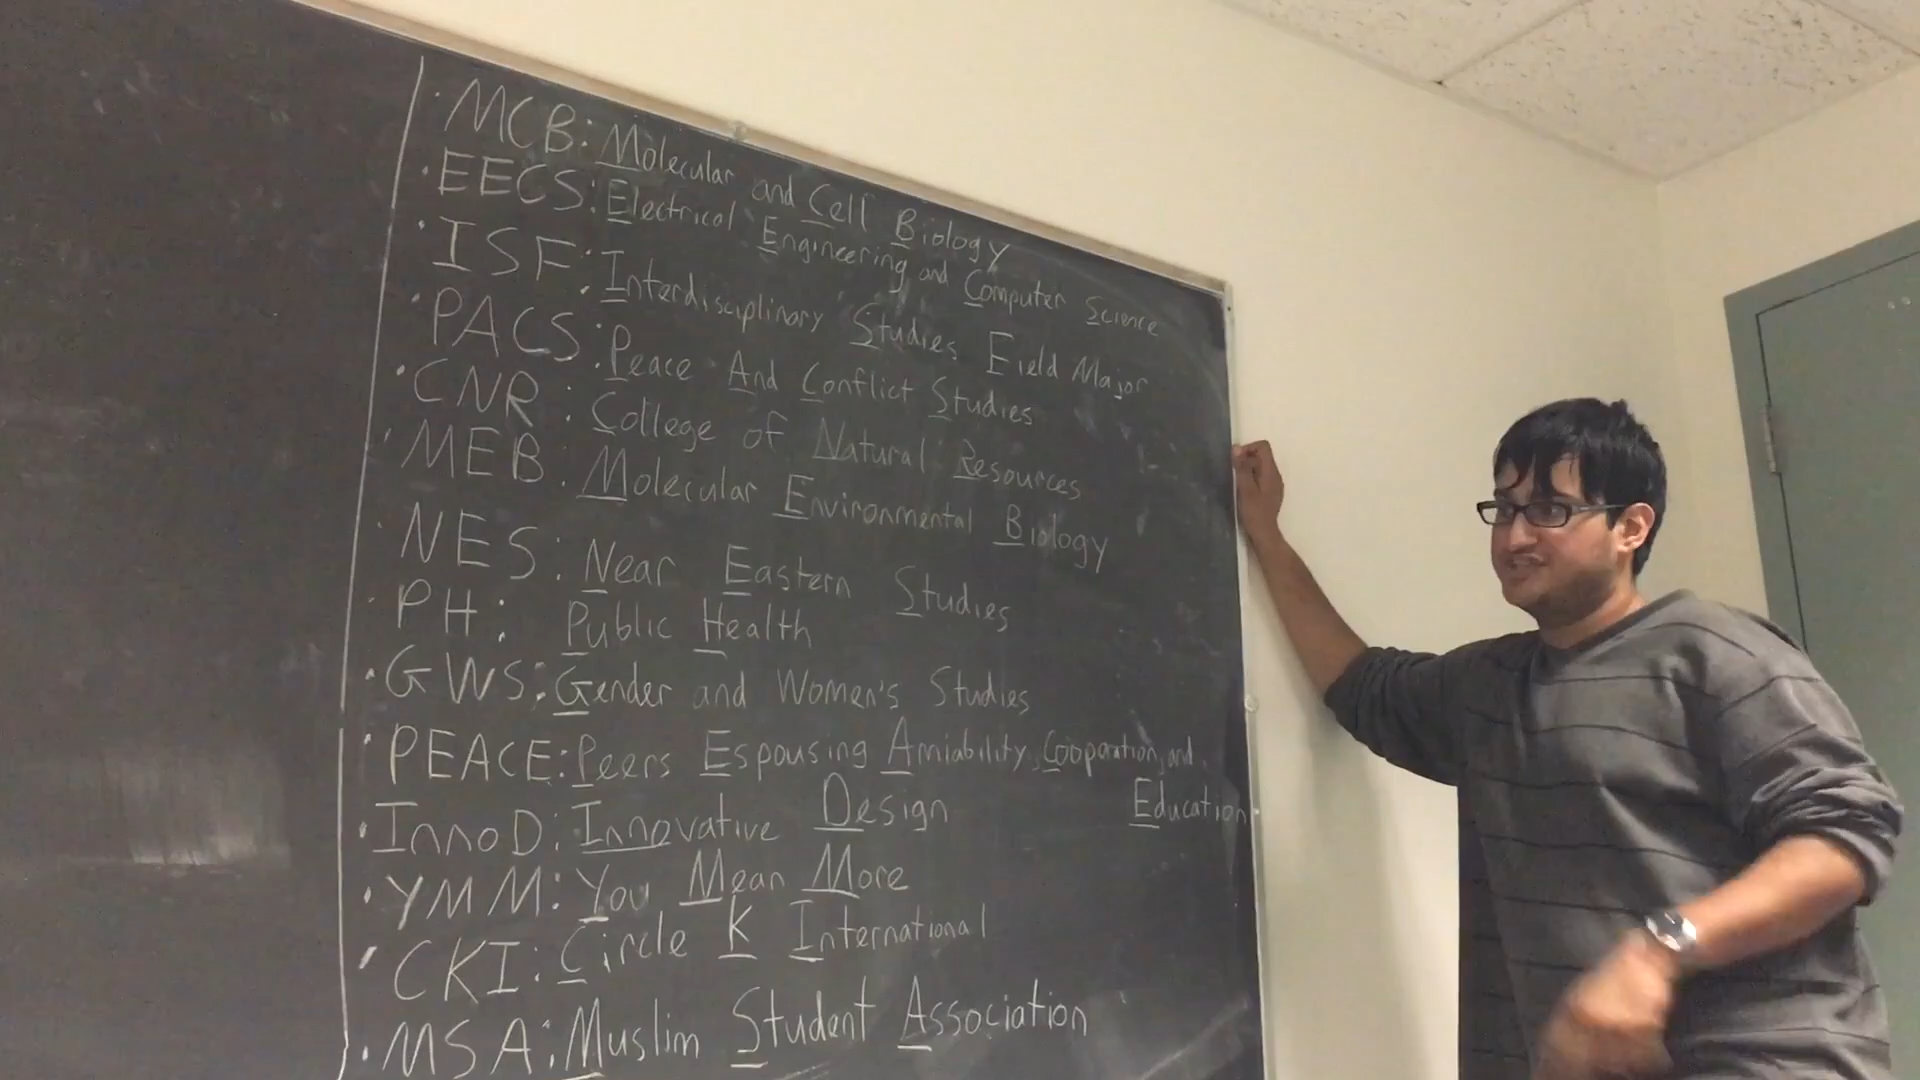 · MCB: Molecular and Cell Biology
· EECS: Electrical Engineering and Computer Science
· ISF: Interdisciplinary Studies Field Major
· PACS: Peace And Conflict Studies
· CNR: College of Natural Resources
· MEB: Molecular Environmental Biology
· NES: Near Eastern Studies
· PH: Public Health
· GWS: Gender and Women's Studies
· PEACE: Peers Espousing Amiability, Cooperation, and
Education
· InnoD: Innovative Design
· YMM: You Mean More
· CKI: Circle K International
· MSA: Muslim Student Association